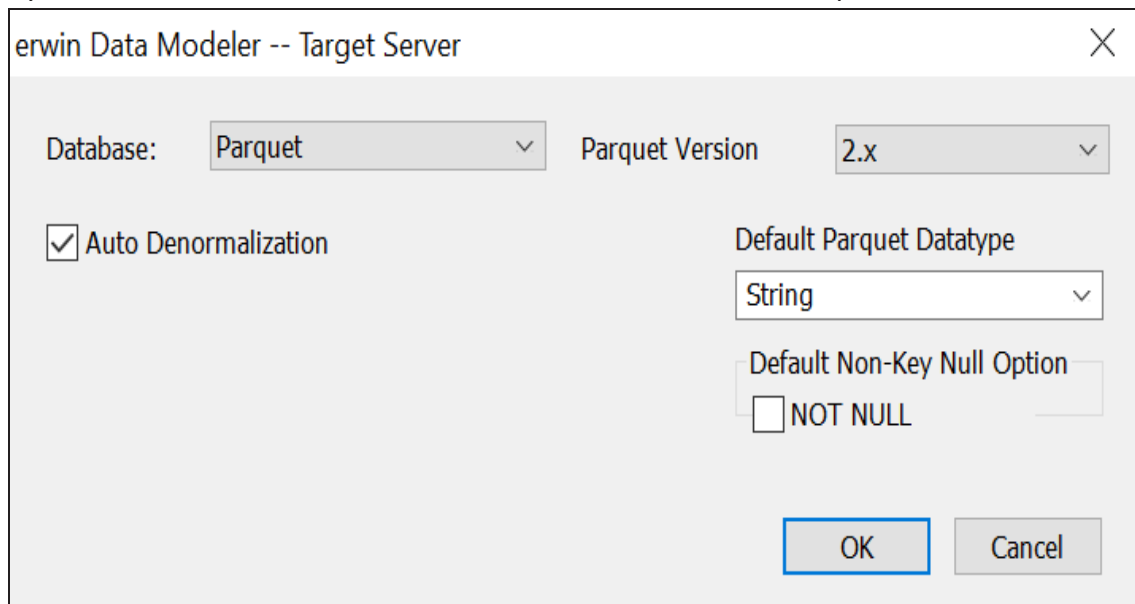 erwin Data Modeler -- Target Server
Database: Parquet Parquet Version 2.x
Auto Denormalization
Default Parquet Datatype
String
Default Non-Key Null Option
NOT NULL
OK Cancel